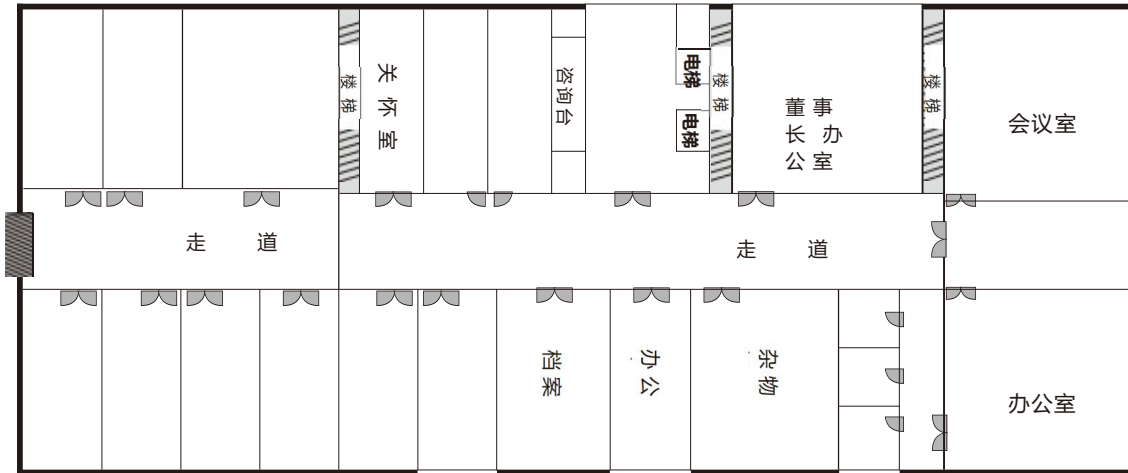 楼梯
关怀室
咨询台
电梯
电梯
楼梯
董事
长办
公室
楼梯
会议室
走道
走道
档案
办公
杂物
办公室